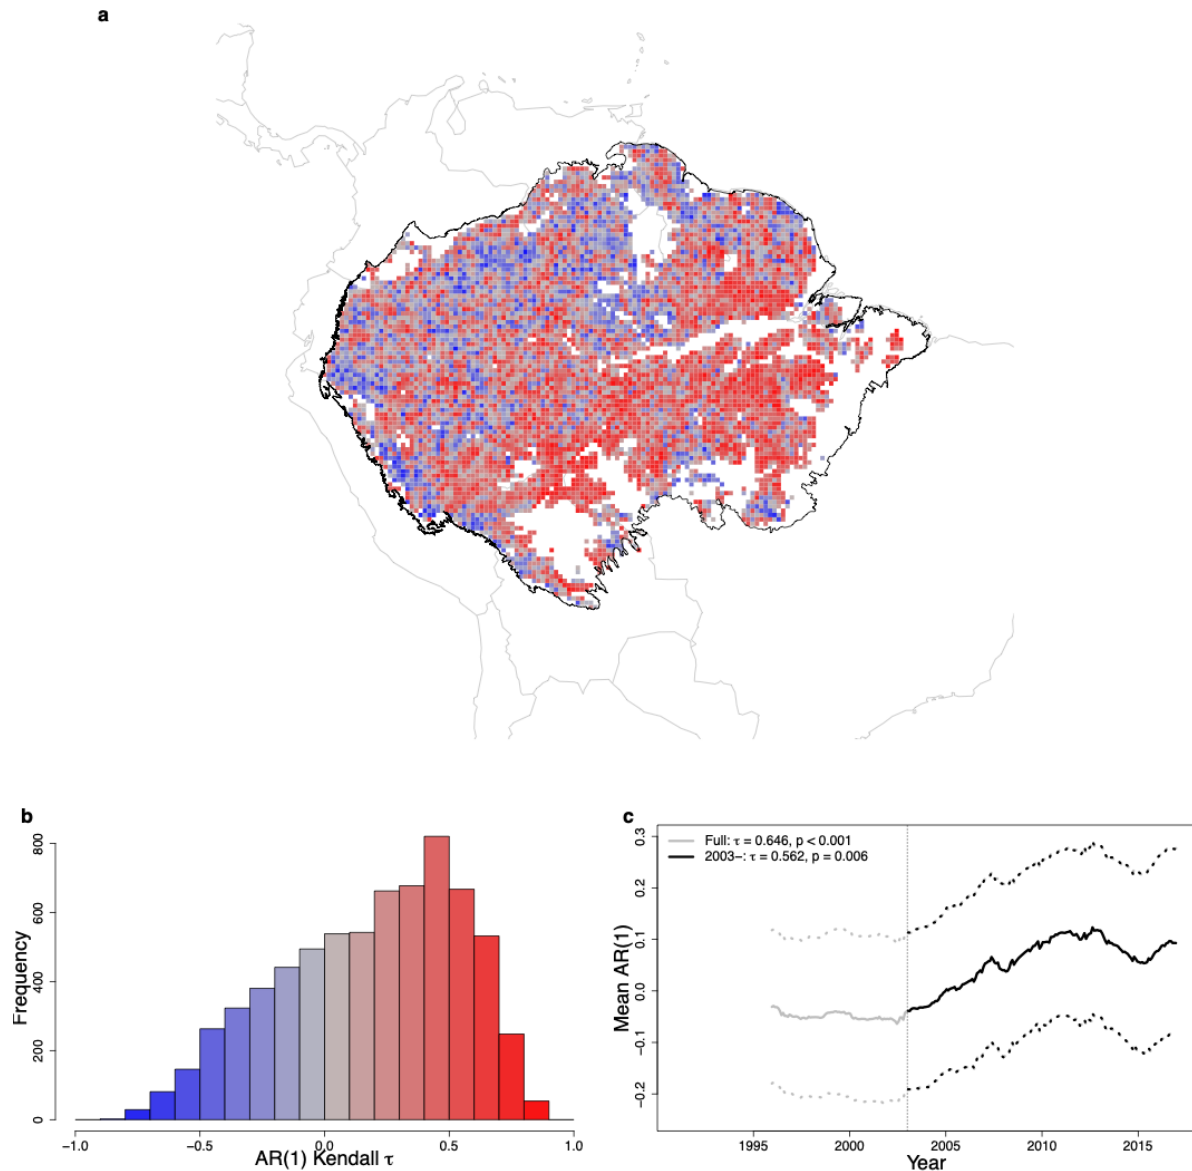 a
b
Frequency
800
600
400
200
0
−1.0
−0.5
0.0
0.5
1.0
AR(1) Kendall τ
c
Full: τ = 0.646, p < 0.001
2003−: τ = 0.562, p = 0.006
Mean AR(1)
0.3
0.2
0.1
0.0
−0.1
−0.2
1995
2000
2005
2010
2015
Year